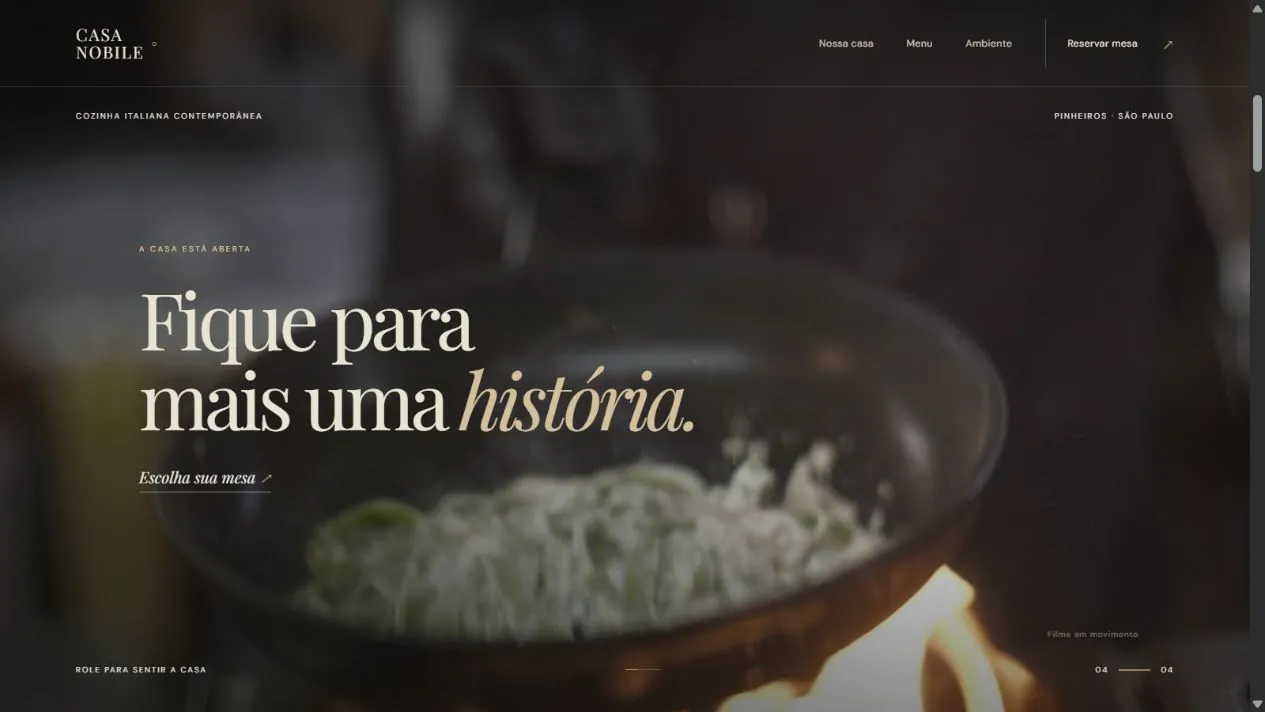 CASA
NOBILE
Nossa casa
Menu
Ambiente
Reservar mesa ↗
COZINHA ITALIANA CONTEMPORÂNEA
PINHEIROS · SÃO PAULO
A CASA ESTÁ ABERTA
Fique para
mais uma história.
Escolha sua mesa ↗
Filme em movimento
ROLE PARA SENTIR A CASA
04 — 04